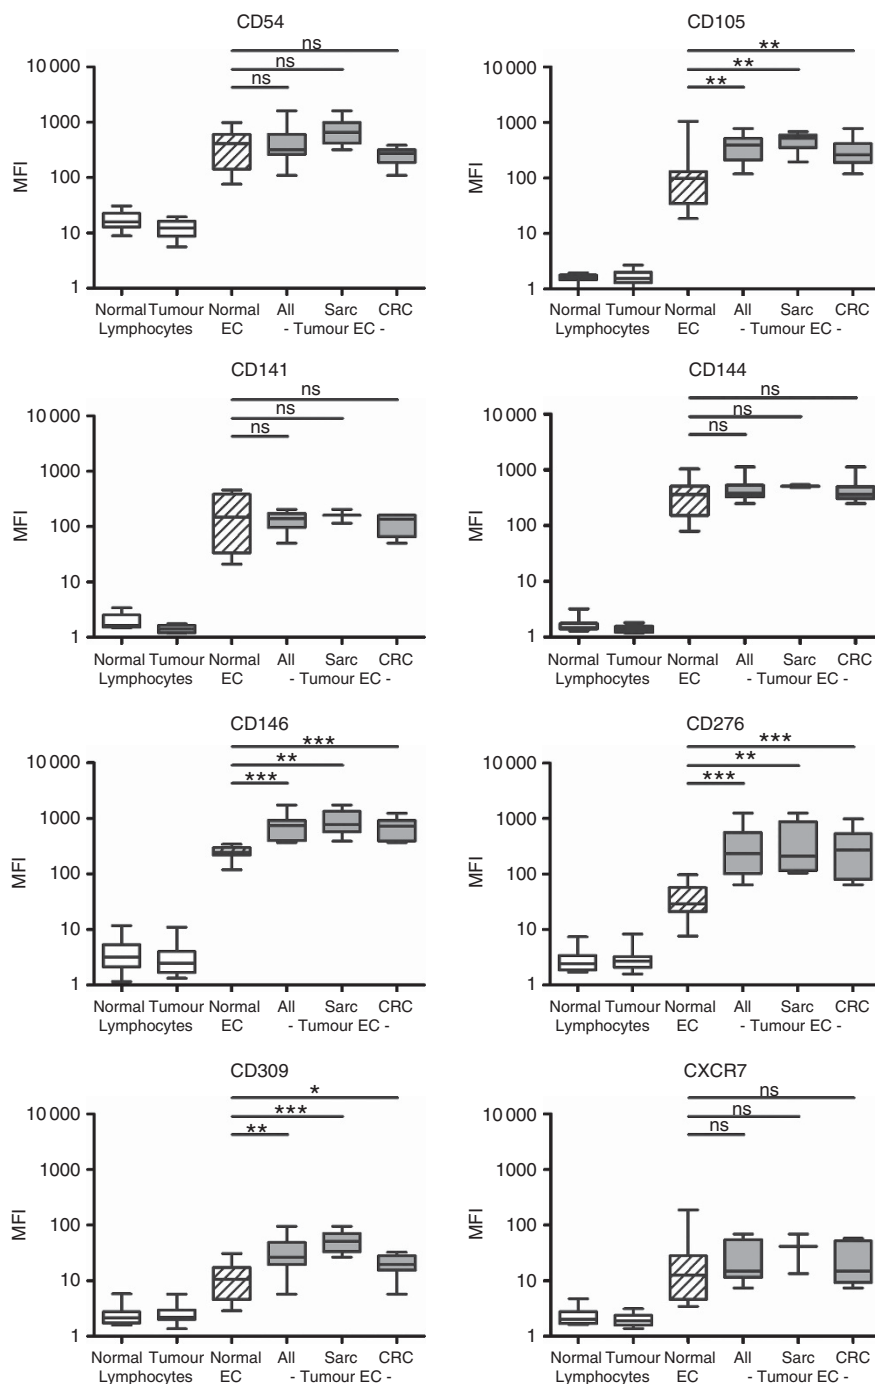 CD54
ns
ns
ns
10 000
1000
100
10
1
MFI
Normal Tumour Normal All Sarc CRC
Lymphocytes EC - Tumour EC -
CD105
**
**
**
10 000
1000
100
10
1
MFI
Normal Tumour Normal All Sarc CRC
Lymphocytes EC - Tumour EC -
CD141
ns
ns
ns
10 000
1000
100
10
1
MFI
Normal Tumour Normal All Sarc CRC
Lymphocytes EC - Tumour EC -
CD144
ns
ns
ns
10 000
1000
100
10
1
MFI
Normal Tumour Normal All Sarc CRC
Lymphocytes EC - Tumour EC -
CD146
***
**
***
10 000
1000
100
10
1
MFI
Normal Tumour Normal All Sarc CRC
Lymphocytes EC - Tumour EC -
CD276
***
**
***
10 000
1000
100
10
1
MFI
Normal Tumour Normal All Sarc CRC
Lymphocytes EC - Tumour EC -
CD309
*
***
**
10 000
1000
100
10
1
MFI
Normal Tumour Normal All Sarc CRC
Lymphocytes EC - Tumour EC -
CXCR7
ns
ns
ns
10 000
1000
100
10
1
MFI
Normal Tumour Normal All Sarc CRC
Lymphocytes EC - Tumour EC -